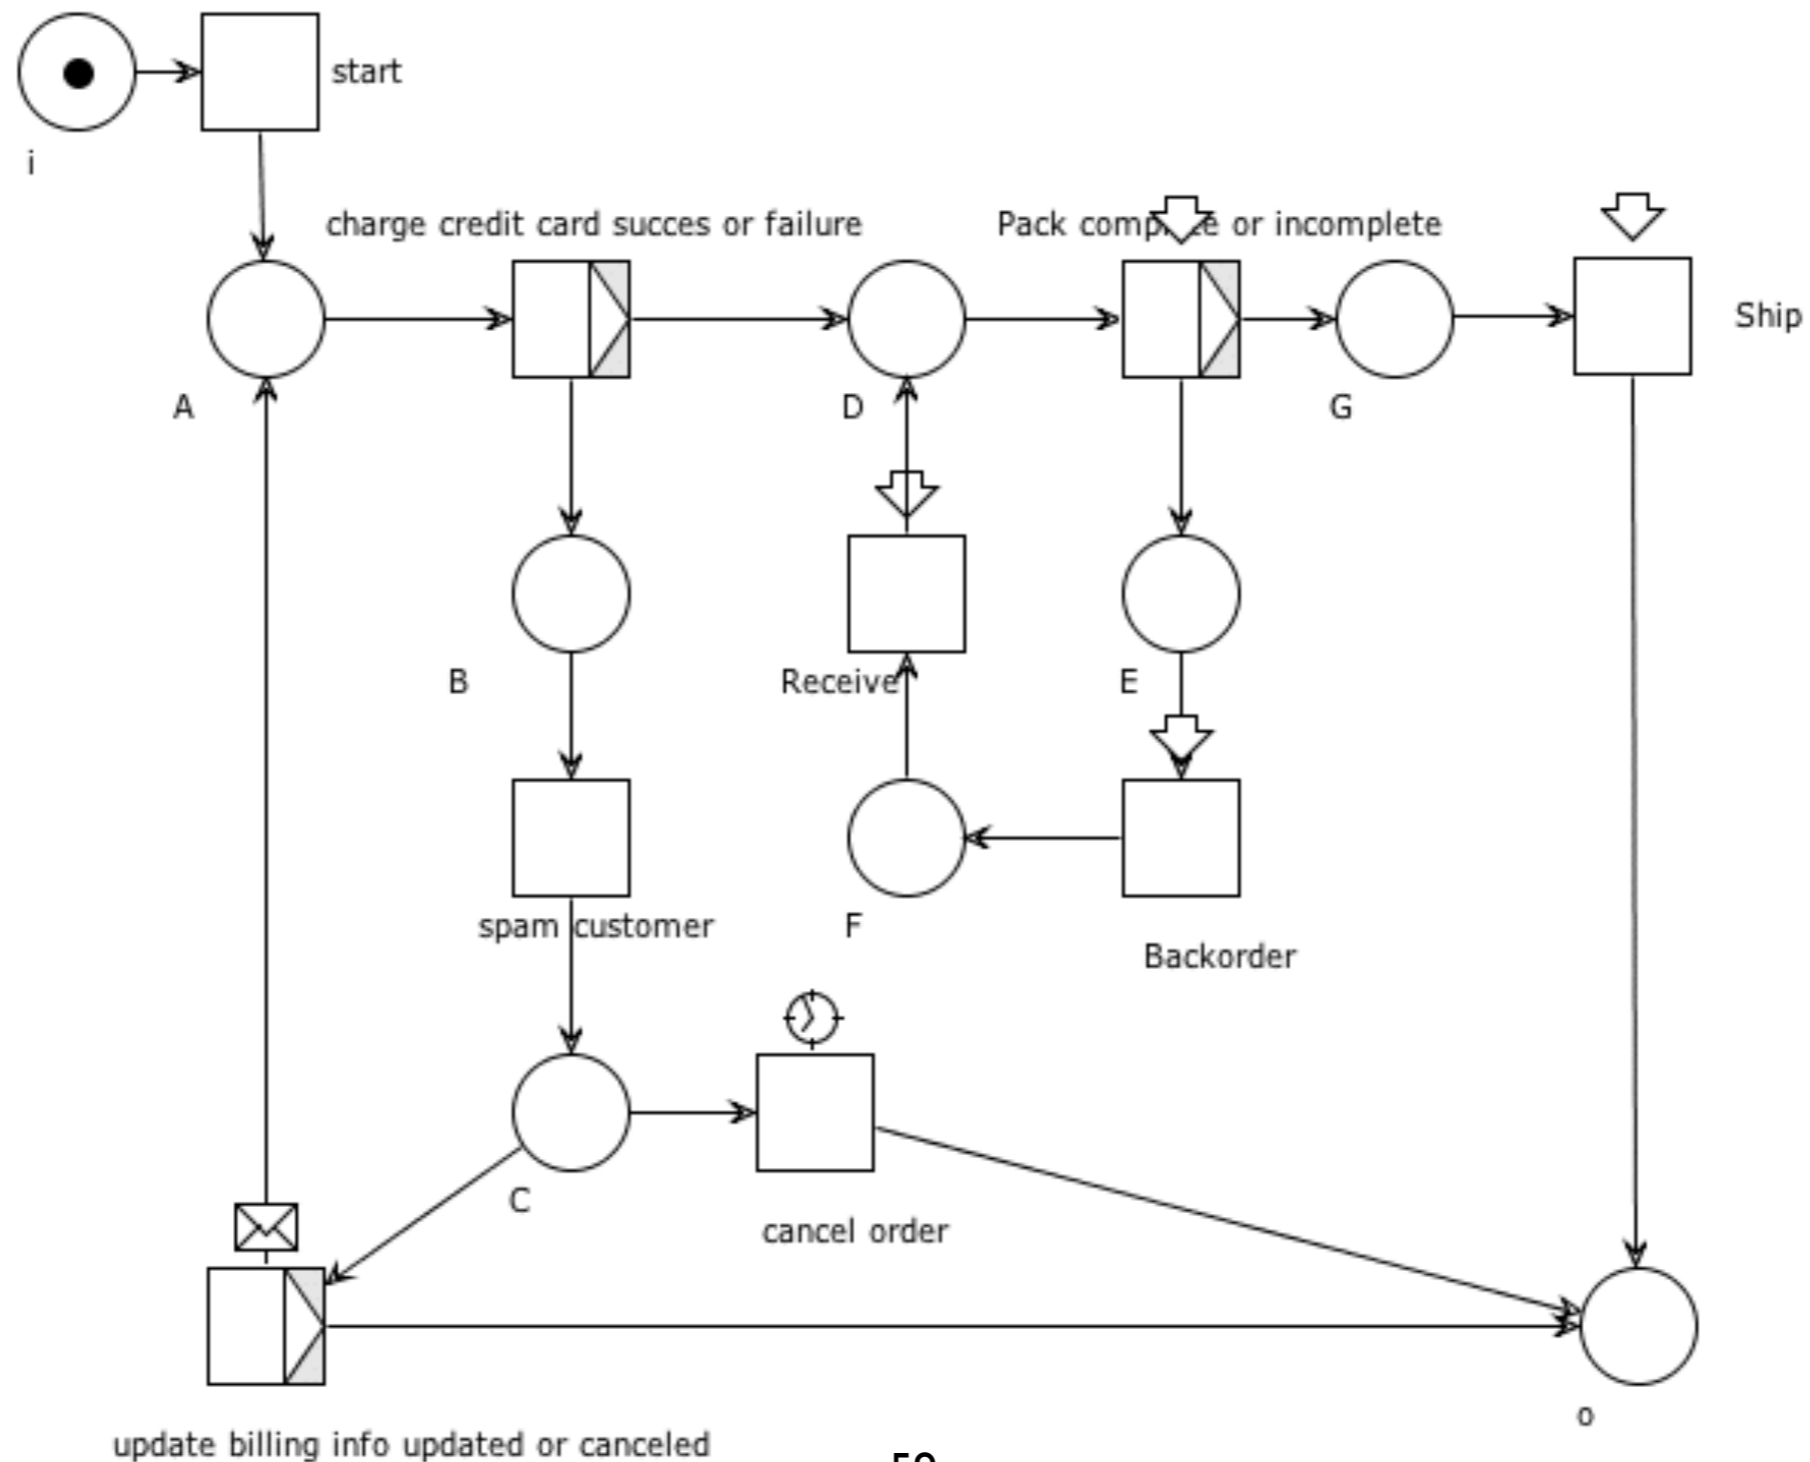 start
i
charge credit card succes or failure
Pack complete or incomplete
Ship
A
D
G
B
Receive
E
spam customer
F
Backorder
C
cancel order
o
update billing info updated or canceled